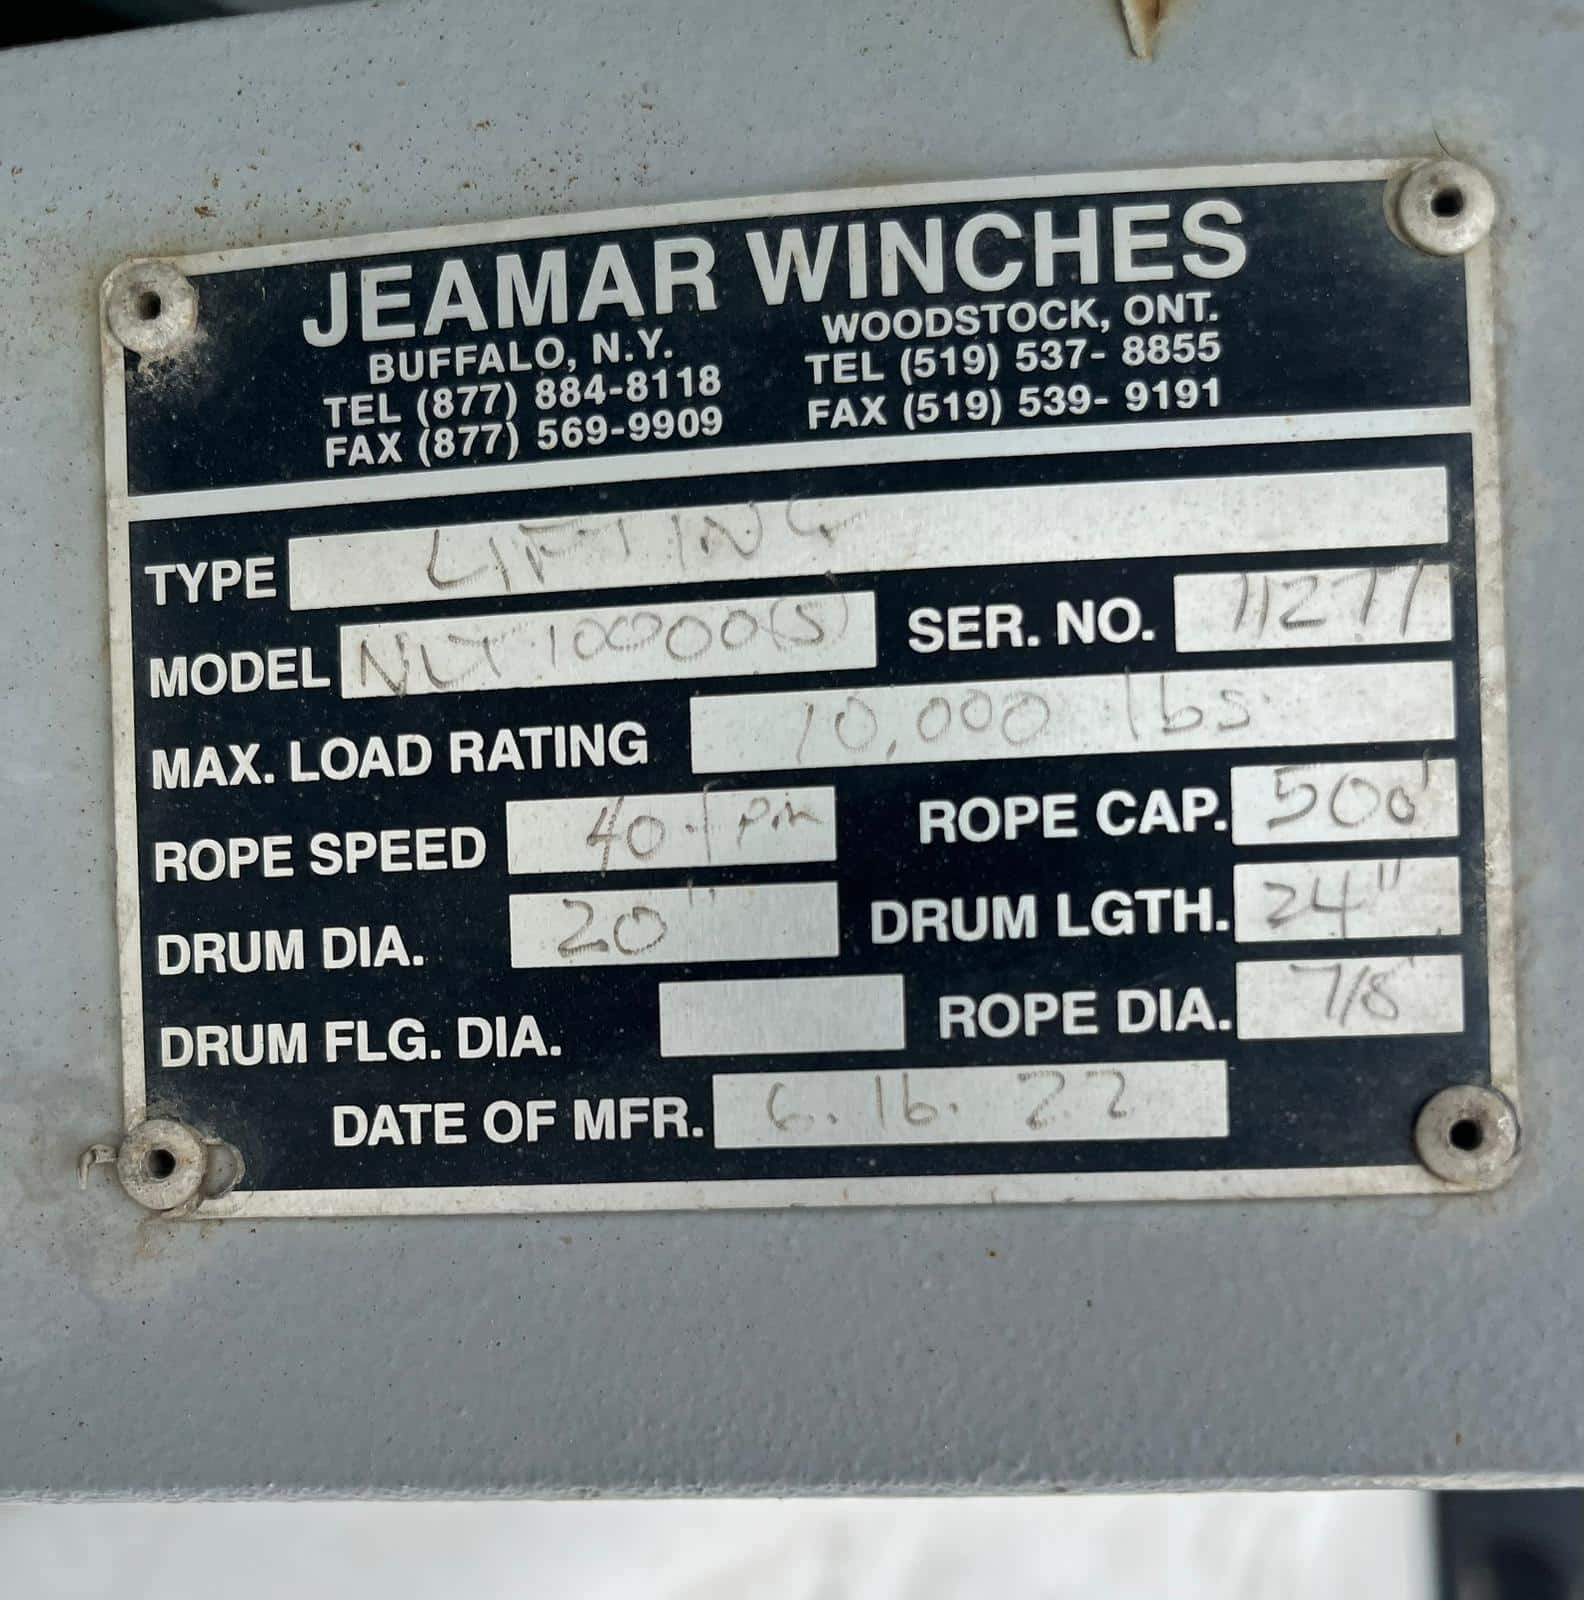 JEAMAR WINCHES
BUFFALO, N.Y. WOODSTOCK, ONT.
TEL (877) 884-8118 TEL (519) 537- 8855
FAX (877) 569-9909 FAX (519) 539- 9191
TYPE LIFTING
MODEL NLT 10000(S) SER. NO. 11277
MAX. LOAD RATING 10,000 lbs.
ROPE SPEED 40 fpm ROPE CAP. 500'
DRUM DIA. 20" DRUM LGTH. 24"
DRUM FLG. DIA. ROPE DIA. 7/8"
DATE OF MFR. 6.16.22